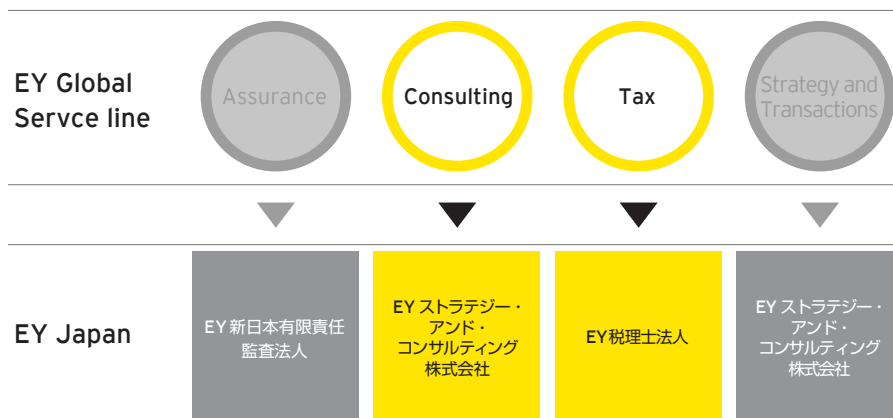 EY Global
Servce line
Assurance
Consulting
Tax
Strategy and
Transactions
EY Japan
EY 新日本有限責任
監査法人
EY ストラテジー・
アンド・
コンサルティング
株式会社
EY税理士法人
EY ストラテジー・
アンド・
コンサルティング
株式会社